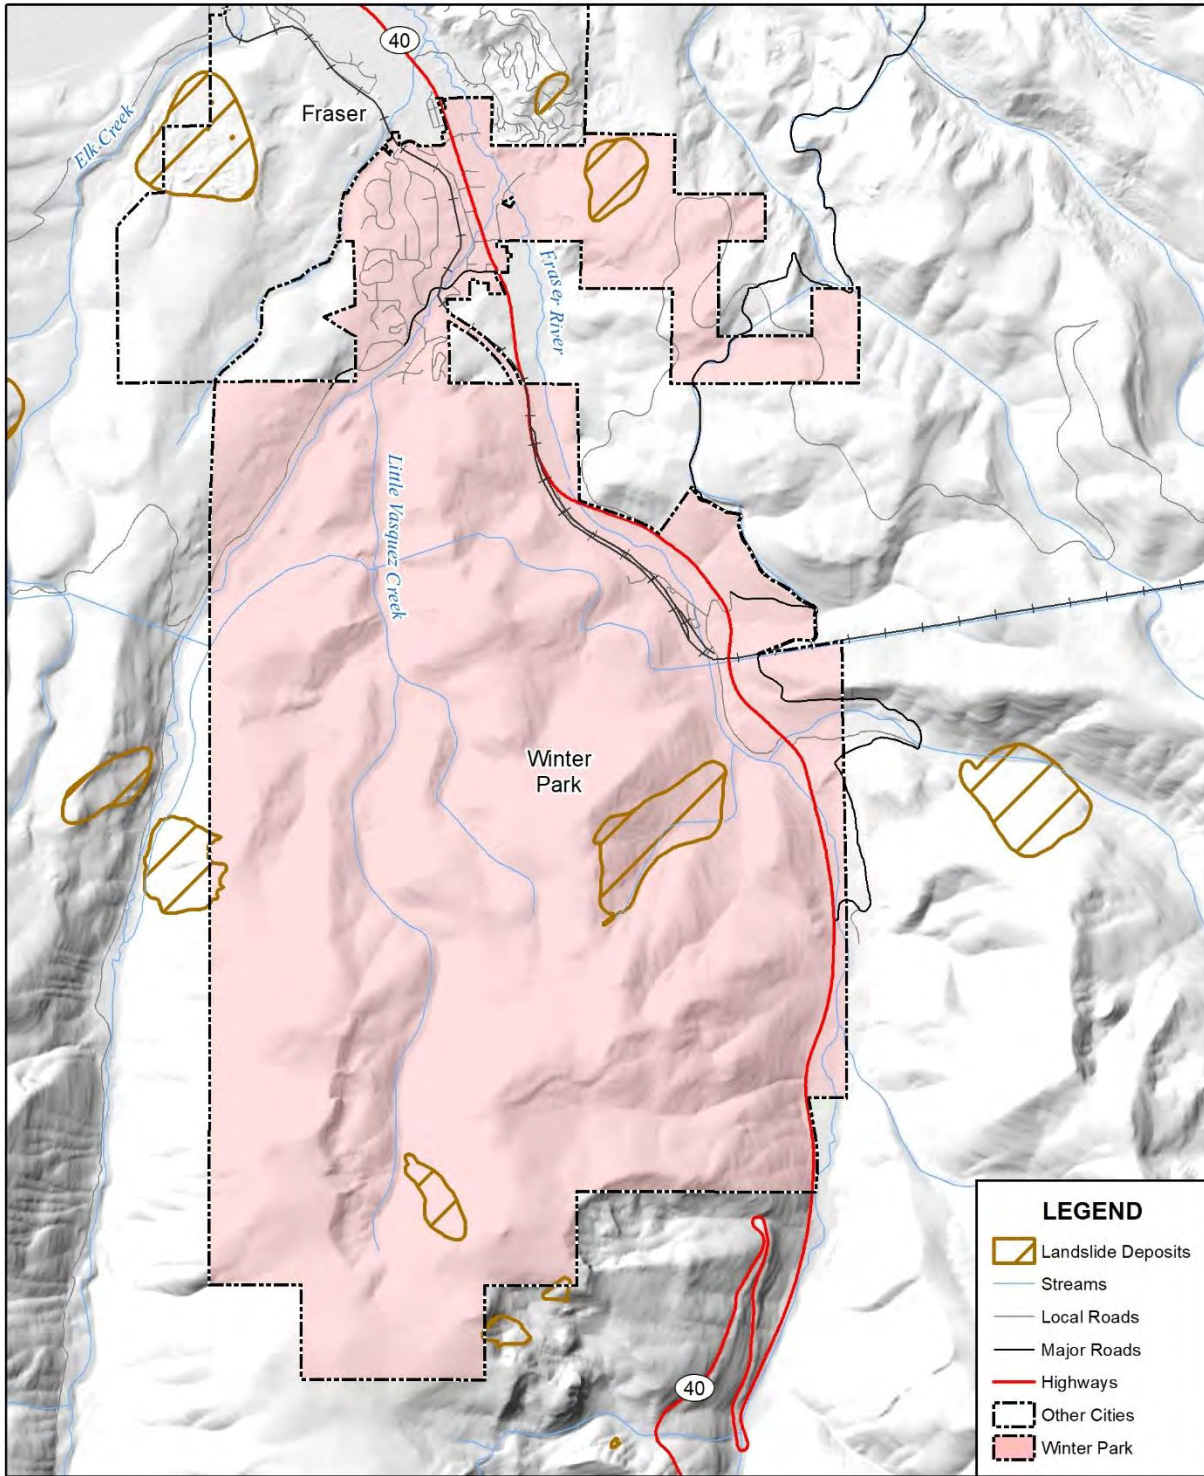 40
Fraser
Elk Creek
Fraser River
Little Vasquez Creek
Winter
Park
40
LEGEND
Landslide Deposits
Streams
Local Roads
Major Roads
Highways
Other Cities
Winter Park